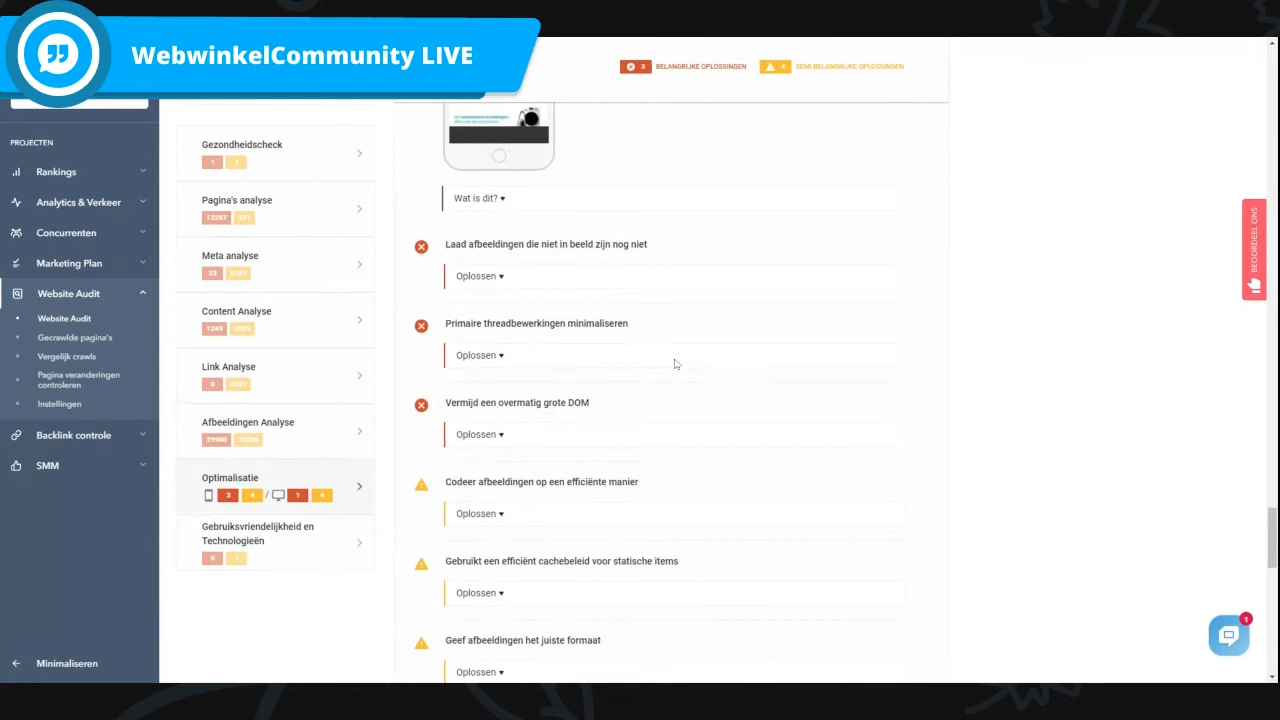 WebwinkelCommunity LIVE
3 BELANGRIJKE OPLOSSINGEN 4 SEMI BELANGRIJKE OPLOSSINGEN
PROJECTEN
Rankings
Analytics & Verkeer
Concurrenten
Marketing Plan
Website Audit
Website Audit
Gecrawlde pagina's
Vergelijk crawls
Pagina veranderingen
controleren
Instellingen
Backlink controle
SMM
Minimaliseren
Gezondheidscheck
Pagina's analyse
12267
Meta analyse
22
Content Analyse
1269
Link Analyse
Afbeeldingen Analyse
Optimalisatie
3 4 / 1 4
Gebruiksvriendelijkheid en
Technologieën
Wat is dit? ▾
Laad afbeeldingen die niet in beeld zijn nog niet
Oplossen ▾
Primaire threadbewerkingen minimaliseren
Oplossen ▾
Vermijd een overmatig grote DOM
Oplossen ▾
Codeer afbeeldingen op een efficiënte manier
Oplossen ▾
Gebruikt een efficiënt cachebeleid voor statische items
Oplossen ▾
Geef afbeeldingen het juiste formaat
Oplossen ▾
BEOORDEEL ONS
1